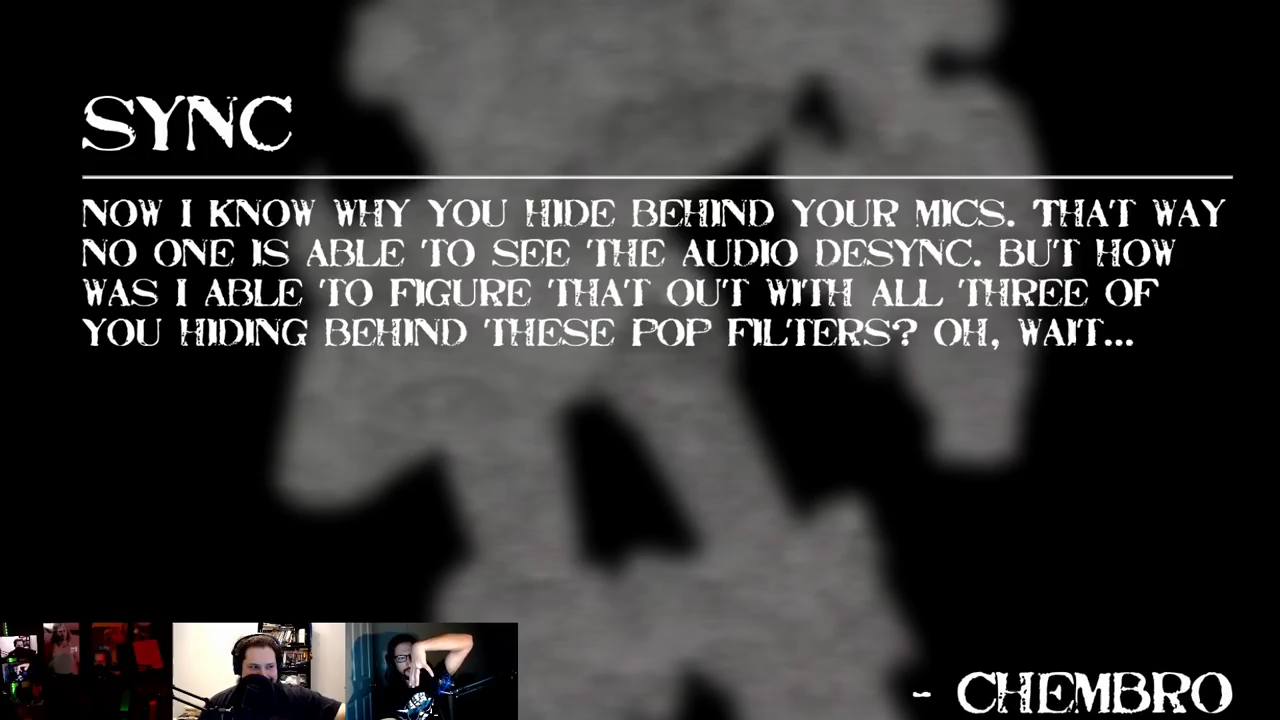 SYNC
NOW I KNOW WHY YOU HIDE BEHIND YOUR MICS. THAT WAY
NO ONE IS ABLE TO SEE THE AUDIO DESYNC. BUT HOW
WAS I ABLE TO FIGURE THAT OUT WITH ALL THREE OF
YOU HIDING BEHIND THESE POP FILTERS? OH, WAIT...
- CHEMBRO